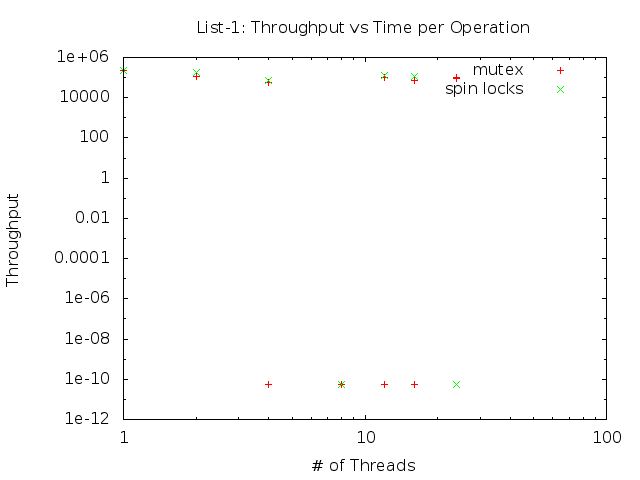 List-1: Throughput vs Time per Operation
1e+06
10000
100
1
0.01
0.0001
1e-06
1e-08
1e-10
1e-12
Throughput
mutex
spin locks
1 10 100
# of Threads